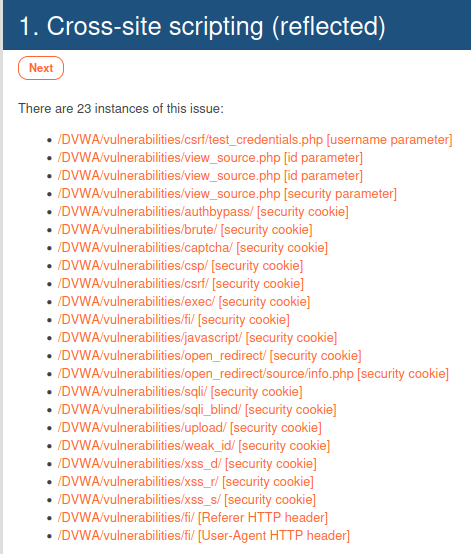 1. Cross-site scripting (reflected)
Next
There are 23 instances of this issue:
/DVWA/vulnerabilities/csrf/test_credentials.php [username parameter]
/DVWA/vulnerabilities/view_source.php [id parameter]
/DVWA/vulnerabilities/view_source.php [id parameter]
/DVWA/vulnerabilities/view_source.php [security parameter]
/DVWA/vulnerabilities/authbypass/ [security cookie]
/DVWA/vulnerabilities/brute/ [security cookie]
/DVWA/vulnerabilities/captcha/ [security cookie]
/DVWA/vulnerabilities/csp/ [security cookie]
/DVWA/vulnerabilities/csrf/ [security cookie]
/DVWA/vulnerabilities/exec/ [security cookie]
/DVWA/vulnerabilities/fi/ [security cookie]
/DVWA/vulnerabilities/javascript/ [security cookie]
/DVWA/vulnerabilities/open_redirect/ [security cookie]
/DVWA/vulnerabilities/open_redirect/source/info.php [security cookie]
/DVWA/vulnerabilities/sqli/ [security cookie]
/DVWA/vulnerabilities/sqli_blind/ [security cookie]
/DVWA/vulnerabilities/upload/ [security cookie]
/DVWA/vulnerabilities/weak_id/ [security cookie]
/DVWA/vulnerabilities/xss_d/ [security cookie]
/DVWA/vulnerabilities/xss_r/ [security cookie]
/DVWA/vulnerabilities/xss_s/ [security cookie]
/DVWA/vulnerabilities/fi/ [Referer HTTP header]
/DVWA/vulnerabilities/fi/ [User-Agent HTTP header]